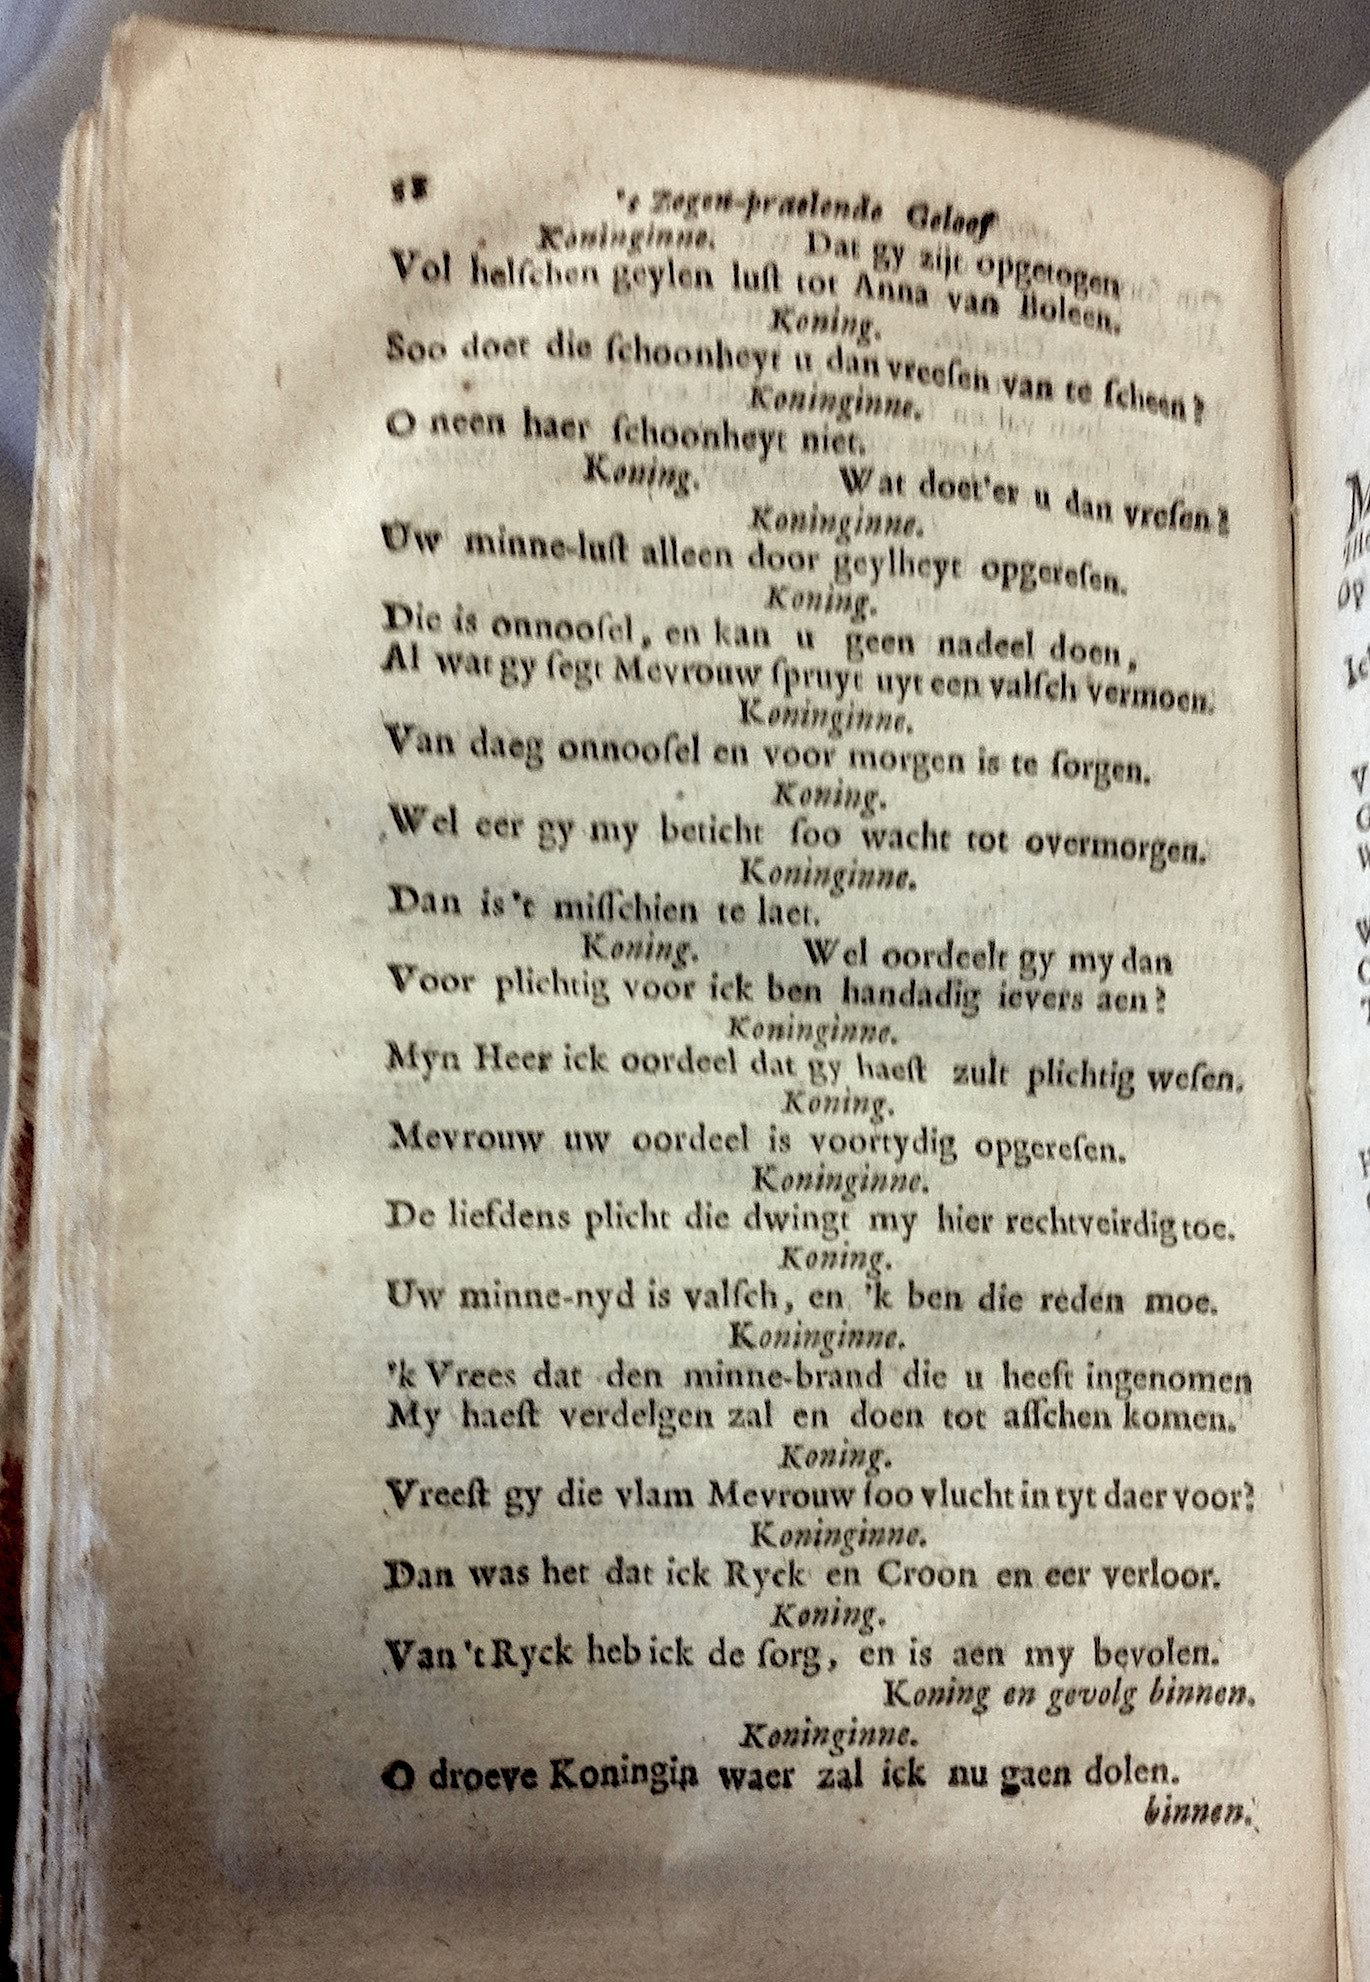 58
't Zegen-praelende Geloof
Koninginne. Dat gy zijt opgetogen
Vol helſchen geylen luſt tot Anna van Boleen.
Koning.
Soo doet die ſchoonheyt u dan vreeſen van te ſcheen?
Koninginne.
O neen haer ſchoonheyt niet.
Koning. Wat doet'er u dan vreſen?
Koninginne.
Uw minne-luſt alleen door geylheyt opgereſen.
Koning.
Die is onnooſel, en kan u geen nadeel doen,
Al wat gy ſegt Mevrouw ſpruyt uyt een valſch vermoen.
Koninginne.
Van daeg onnooſel en voor morgen is te ſorgen.
Koning.
Wel eer gy my beticht ſoo wacht tot overmorgen.
Koninginne.
Dan is 't miſſchien te laet.
Koning. Wel oordeelt gy my dan
Voor plichtig voor ick ben handadig ievers aen?
Koninginne.
Myn Heer ick oordeel dat gy haeſt zult plichtig weſen.
Koning.
Mevrouw uw oordeel is voortydig opgereſen.
Koninginne.
De liefdens plicht die dwingt my hier rechtveirdig toe.
Koning.
Uw minne-nyd is valſch, en 'k ben die reden moe.
Koninginne.
'k Vrees dat den minne-brand die u heeft ingenomen
My haeſt verdelgen zal en doen tot aſſchen komen.
Koning.
Vreeſt gy die vlam Mevrouw ſoo vlucht in tyt daer voor?
Koninginne.
Dan was het dat ick Ryck en Croon en eer verloor.
Koning.
Van 't Ryck heb ick de ſorg, en is aen my bevolen.
Koning en gevolg binnen.
Koninginne.
O droeve Koningin waer zal ick nu gaen dolen.
binnen.